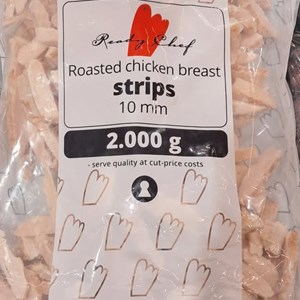 Ready Chef
Roasted chicken breast
strips
10 mm
2.000 g
- serve quality at cut-price costs